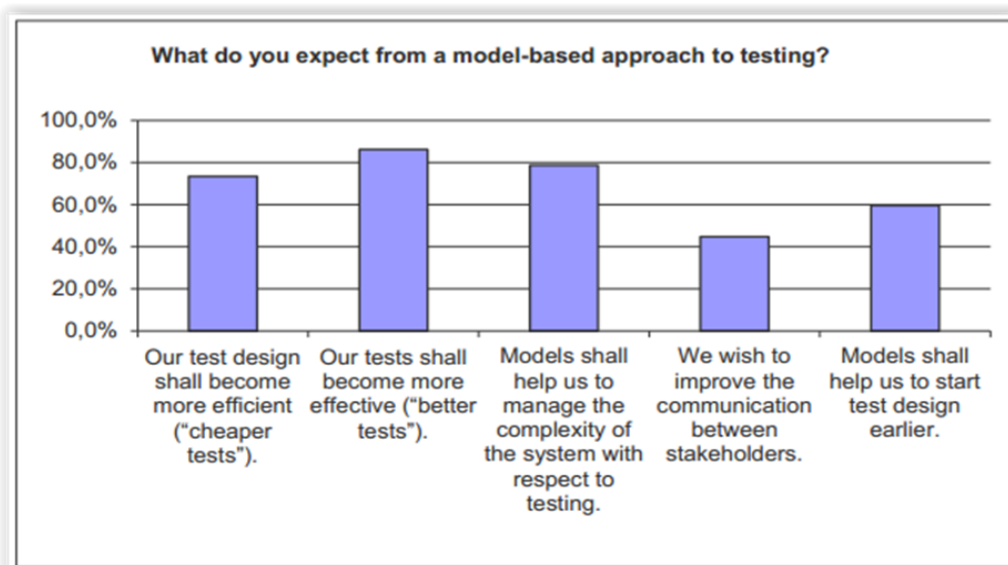 What do you expect from a model-based approach to testing?
100,0%
80,0%
60,0%
40,0%
20,0%
0,0%
Our test design
shall become
more efficient
(“cheaper
tests”).
Our tests shall
become more
effective (“better
tests”).
Models shall
help us to
manage the
complexity of
the system with
respect to
testing.
We wish to
improve the
communication
between
stakeholders.
Models shall
help us to start
test design
earlier.